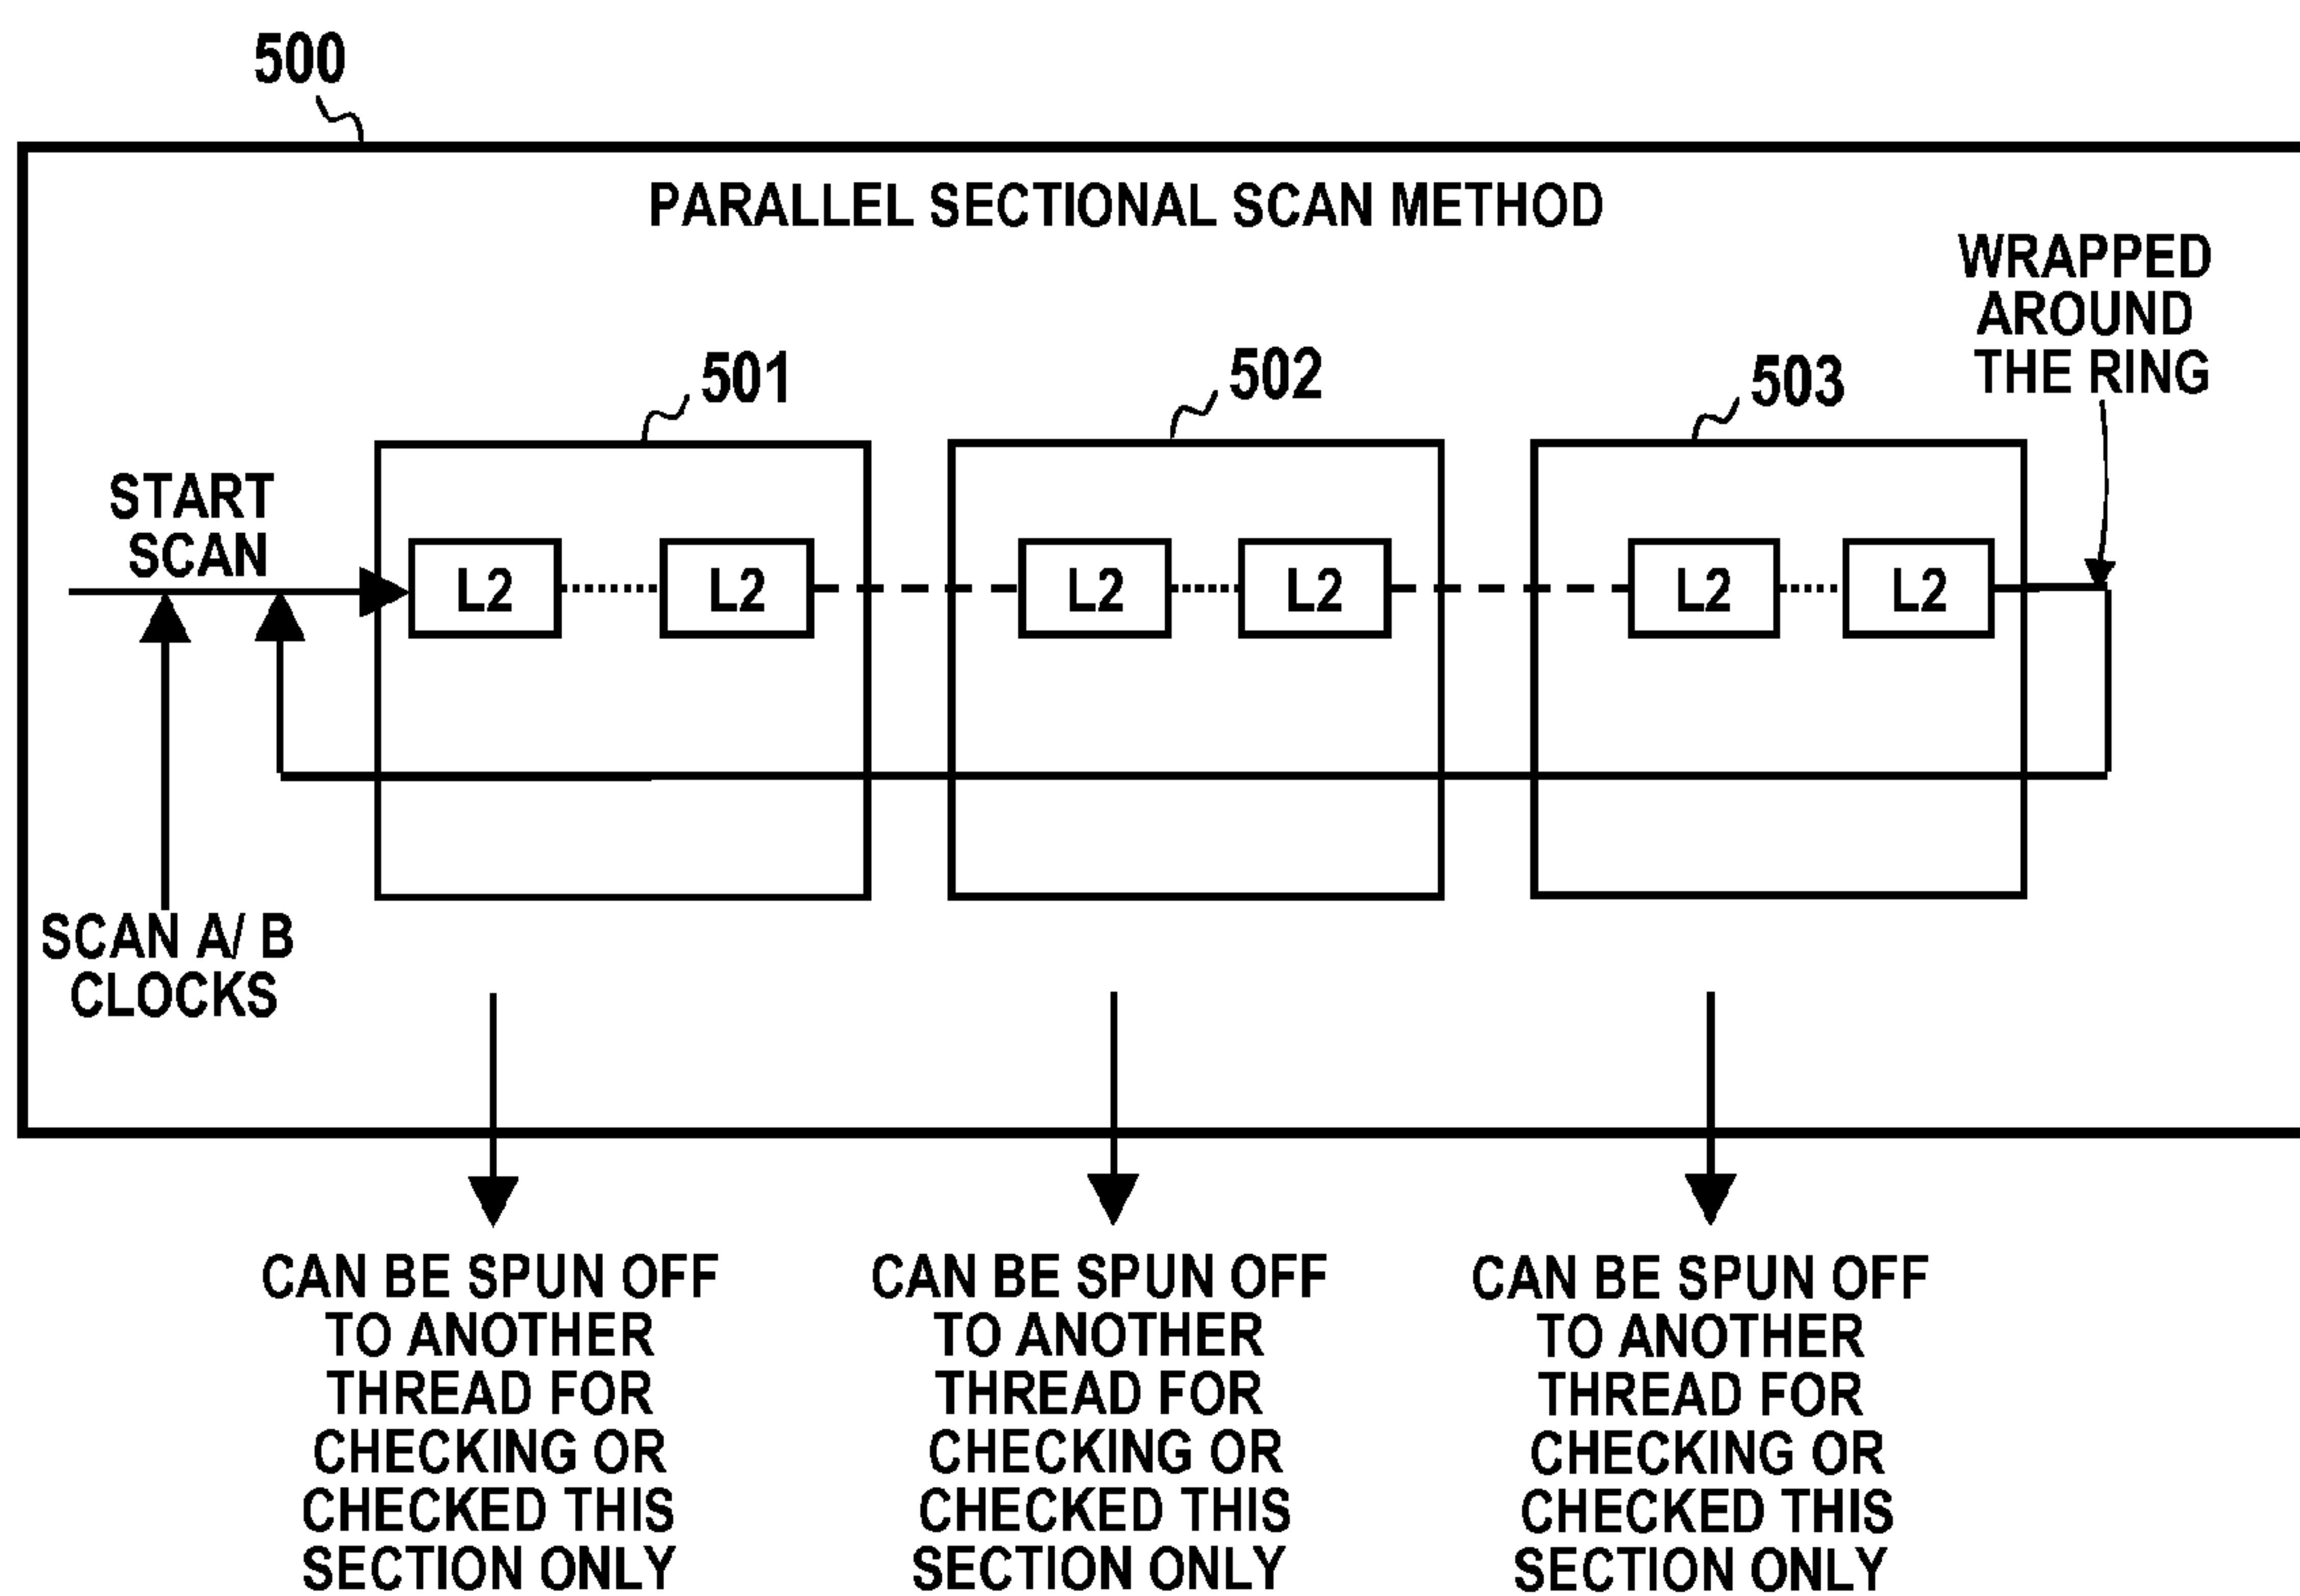 500
PARALLEL SECTIONAL SCAN METHOD
WRAPPED
AROUND
THE RING
501
502
503
START
SCAN
L2
L2
L2
L2
L2
L2
SCAN A/ B
CLOCKS
CAN BE SPUN OFF
TO ANOTHER
THREAD FOR
CHECKING OR
CHECKED THIS
SECTION ONLY
CAN BE SPUN OFF
TO ANOTHER
THREAD FOR
CHECKING OR
CHECKED THIS
SECTION ONLY
CAN BE SPUN OFF
TO ANOTHER
THREAD FOR
CHECKING OR
CHECKED THIS
SECTION ONLY